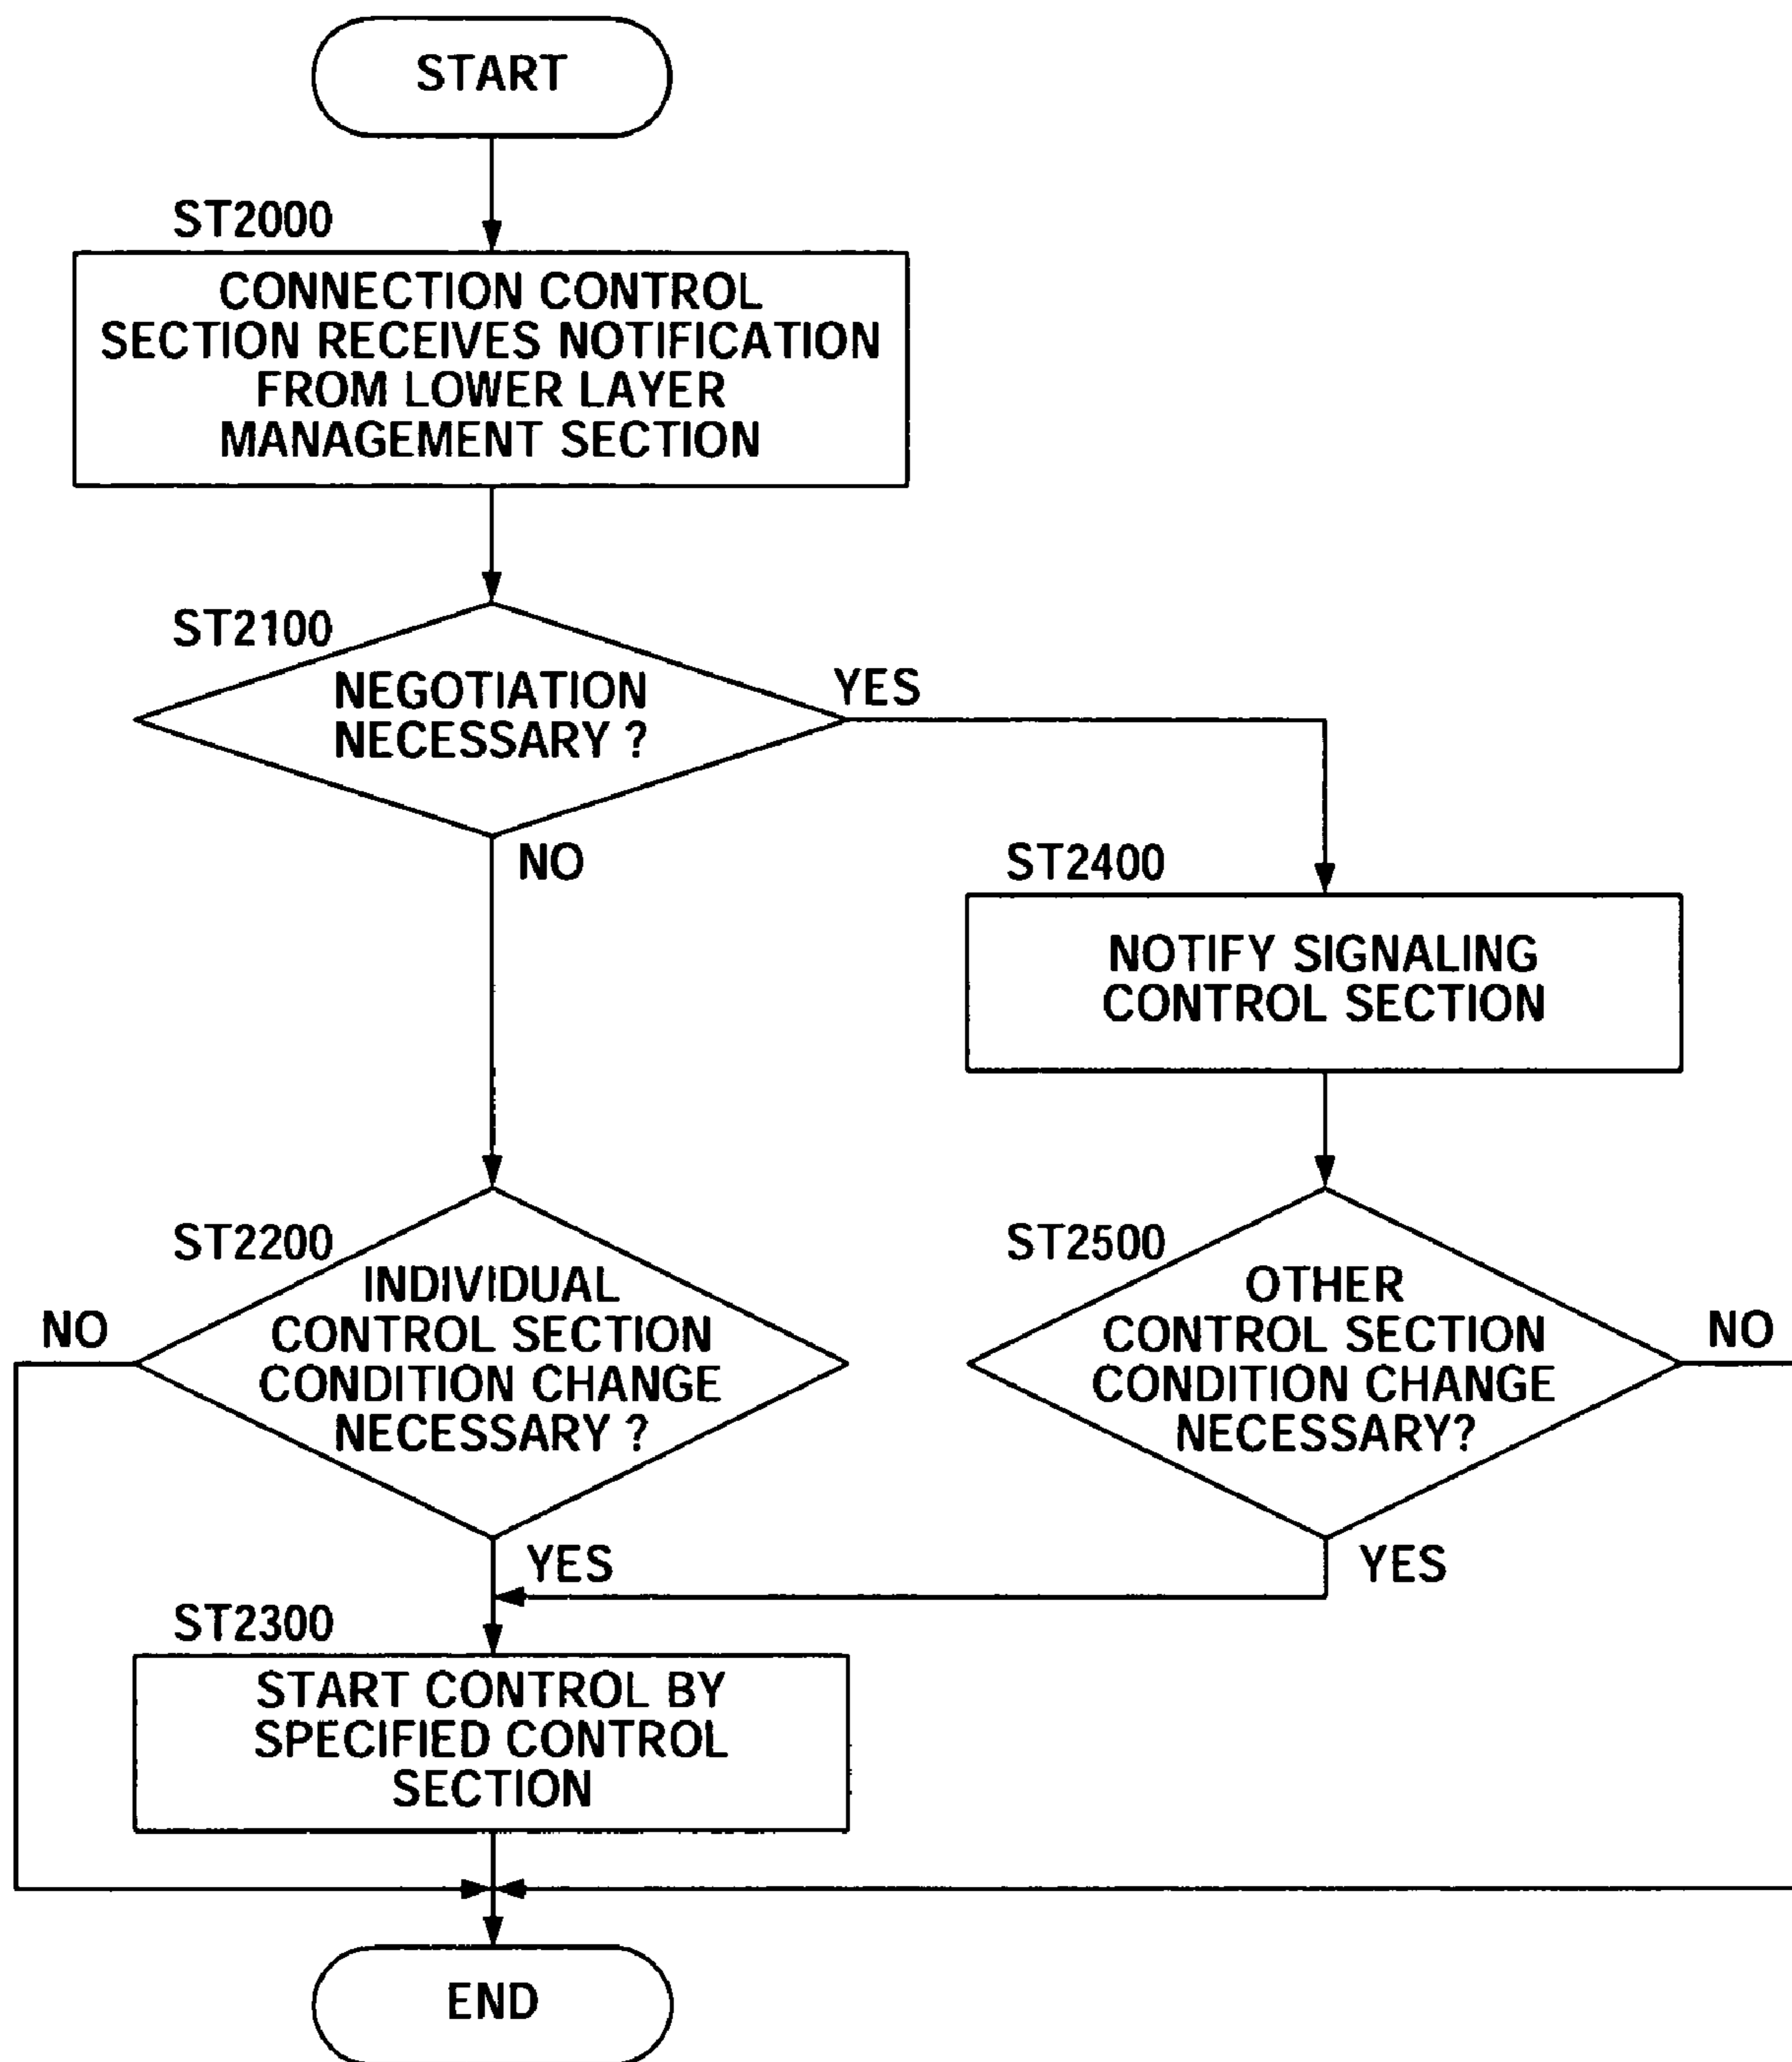 START
ST2000
CONNECTION CONTROL
SECTION RECEIVES NOTIFICATION
FROM LOWER LAYER
MANAGEMENT SECTION
ST2100
NEGOTIATION
NECESSARY ?
YES
NO
ST2400
NOTIFY SIGNALING
CONTROL SECTION
ST2200
INDIVIDUAL
CONTROL SECTION
CONDITION CHANGE
NECESSARY ?
NO
YES
ST2500
OTHER
CONTROL SECTION
CONDITION CHANGE
NECESSARY?
NO
YES
ST2300
START CONTROL BY
SPECIFIED CONTROL
SECTION
END